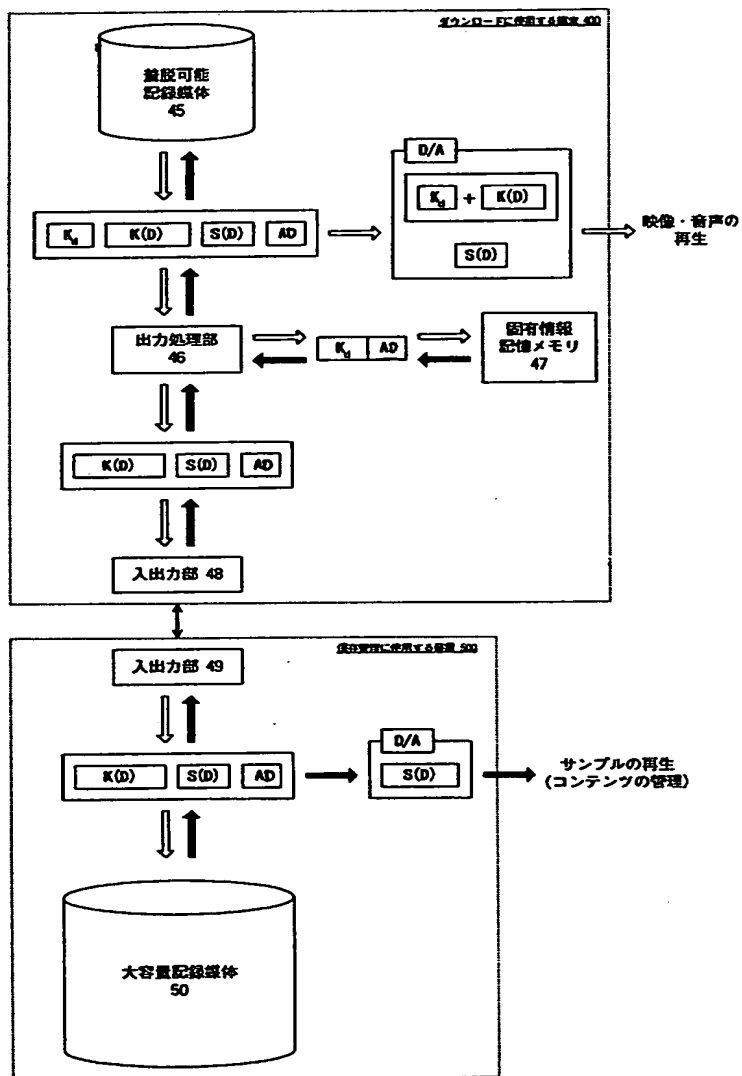 ダウンロードに使用する装置 400
着脱可能
記録媒体
45
D/A
Kd + K(D)
S(D)
Kd K(D) S(D) AD
映像・音声の
再生
出力処理部
46
Kd AD
固有情報
記憶メモリ
47
K(D) S(D) AD
入出力部 48
保存管理に使用する装置 500
入出力部 49
D/A
S(D)
K(D) S(D) AD
サンプルの再生
(コンテンツの管理)
大容量記録媒体
50